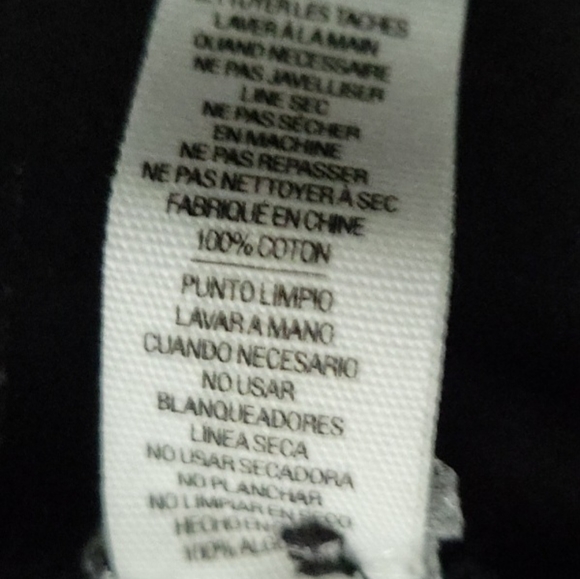 LES TACHES
LAVER À LA MAIN
QUAND NECESSAIRE
NE PAS JAVELLISER
LINE SEC
NE PAS SÉCHER
EN MACHINE
NE PAS REPASSER
NE PAS NETTOYER À SEC
FABRIQUÉ EN CHINE
100% COTON
PUNTO LIMPIO
LAVAR A MANO
CUANDO NECESARIO
NO USAR
BLANQUEADORES
LINEA SECA
NO USAR SECADORA
NO PLANCHAR
NO LIMPIAR EN
HECHO EN
100%